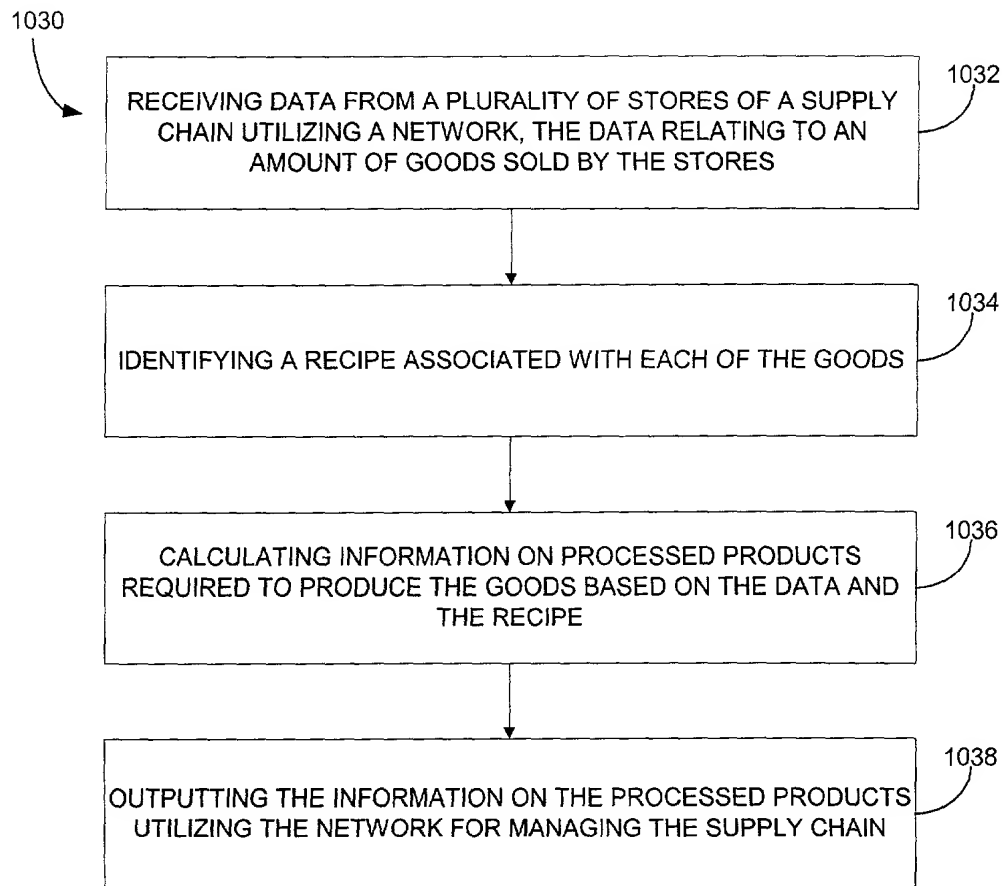 1030
1032
RECEIVING DATA FROM A PLURALITY OF STORES OF A SUPPLY
CHAIN UTILIZING A NETWORK, THE DATA RELATING TO AN
AMOUNT OF GOODS SOLD BY THE STORES
1034
IDENTIFYING A RECIPE ASSOCIATED WITH EACH OF THE GOODS
1036
CALCULATING INFORMATION ON PROCESSED PRODUCTS
REQUIRED TO PRODUCE THE GOODS BASED ON THE DATA AND
THE RECIPE
1038
OUTPUTTING THE INFORMATION ON THE PROCESSED PRODUCTS
UTILIZING THE NETWORK FOR MANAGING THE SUPPLY CHAIN